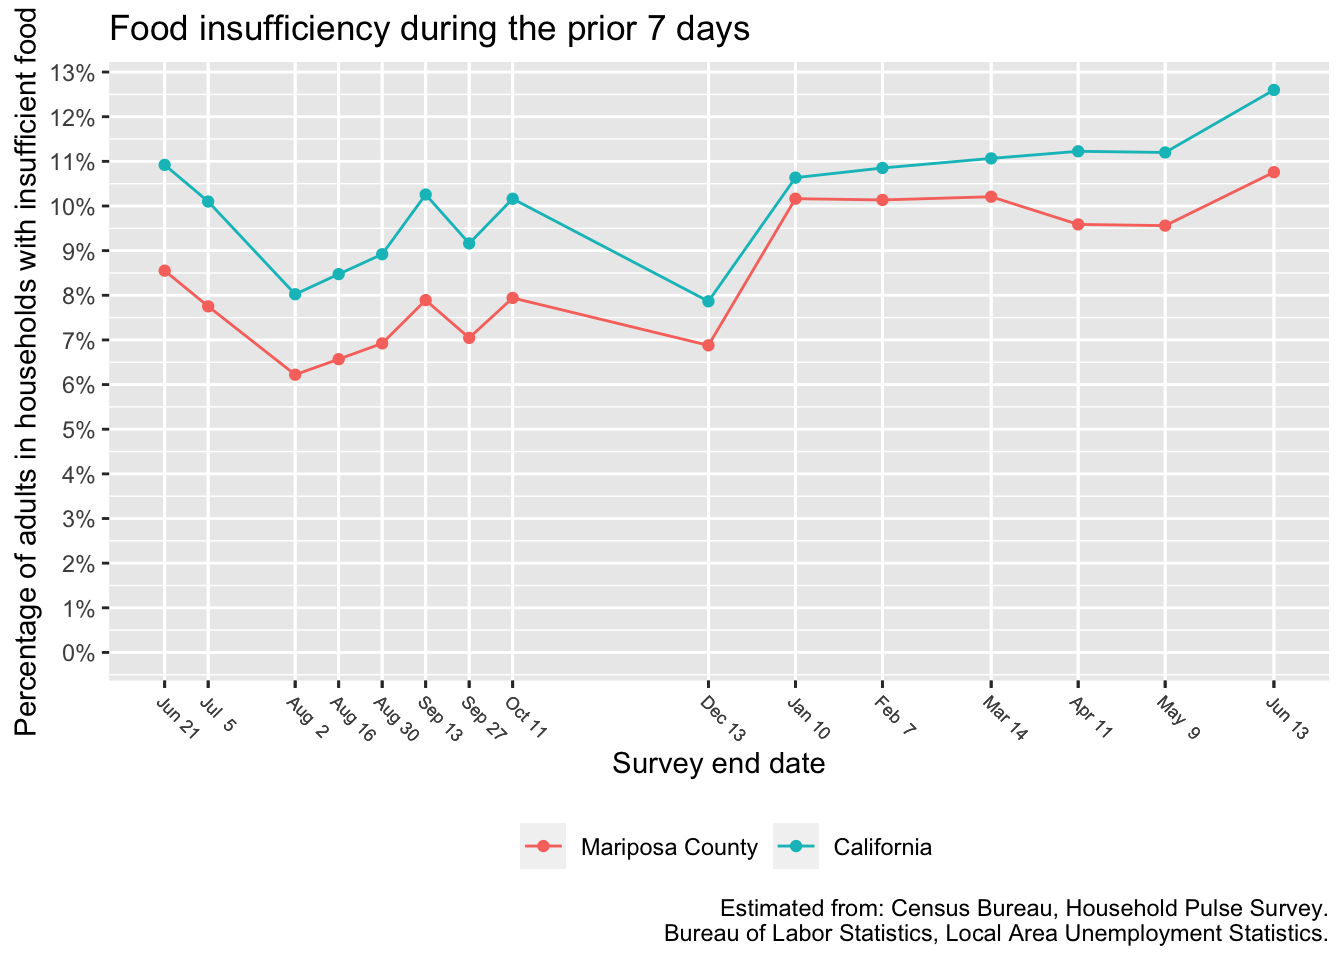 Food insufficiency during the prior 7 days
Percentage of adults in households with insufficient food
13%
12%
11%
10%
9%
8%
7%
6%
5%
4%
3%
2%
1%
0%
Jun 21
Jul 5
Aug 2
Aug 16
Aug 30
Sep 13
Sep 27
Oct 11
Dec 13
Jan 10
Feb 7
Mar 14
Apr 11
May 9
Jun 13
Survey end date
Mariposa County
California
Estimated from: Census Bureau, Household Pulse Survey.
Bureau of Labor Statistics, Local Area Unemployment Statistics.